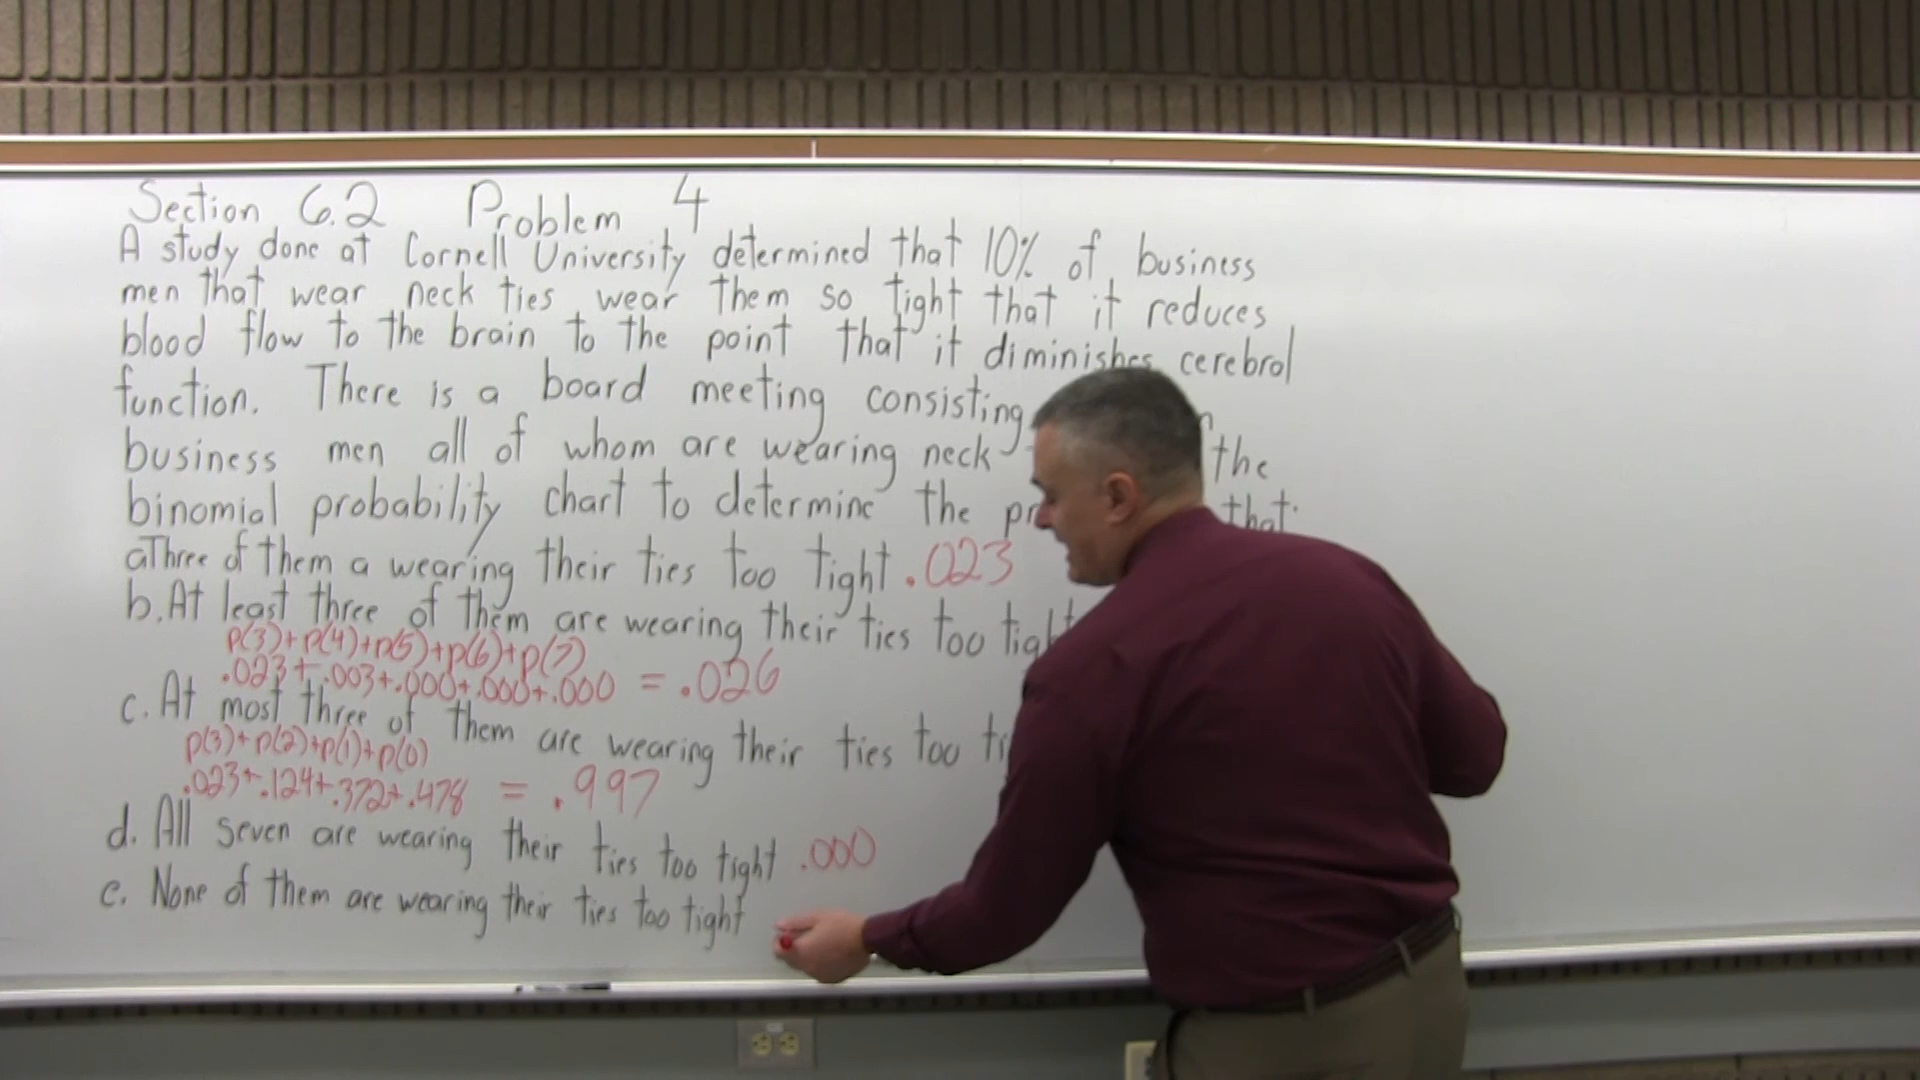 Section 6.2 Problem 4
A study done at Cornell University determined that 10% of business
men that wear neck ties wear them so tight that it reduces
blood flow to the brain to the point that it diminishes cerebral
function. There is a board meeting consisting
business men all of whom are wearing neck the
binomial probability chart to determine the that:
a Three of them a wearing their ties too tight .023
b. At least three of them are wearing their ties too
p(3)+p(4)+p(5)+p(6)+p(7)
.023+.003+.000+.000+.000 = .026
c. At most three of them are wearing their ties too
p(3)+p(2)+p(1)+p(0)
.023+.124+.372+.478 = .997
d. All seven are wearing their ties too tight .000
e. None of them are wearing their ties too tight